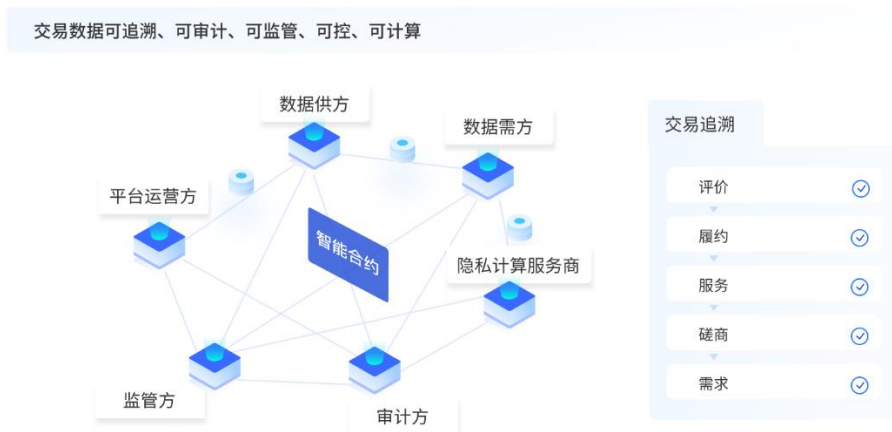 交易数据可追溯、可审计、可监管、可控、可计算
数据供方
数据需方
平台运营方
智能合约
隐私计算服务商
监管方
审计方
交易追溯
评价
履约
服务
磋商
需求